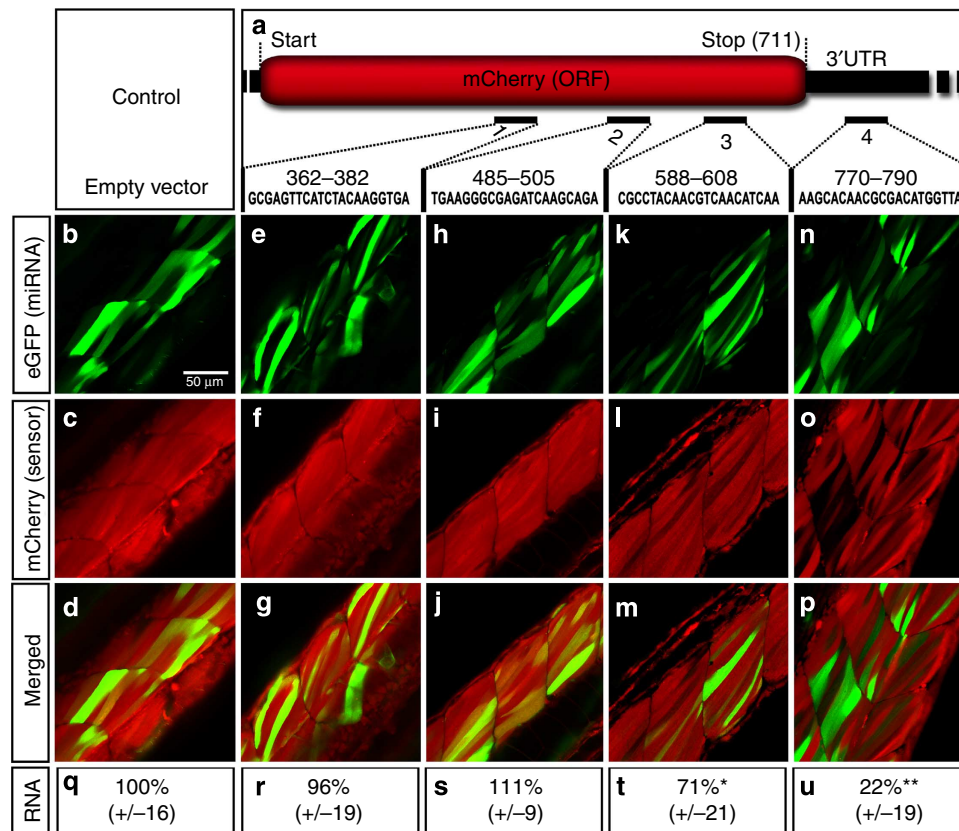 a
Start
Stop (711)
3′UTR
mCherry (ORF)
Control
Empty vector
1
2
3
4
362–382
485–505
588–608
770–790
GCGAGTTCATCTACAAGGTGA
TGAAGGGCGAGATCAAGCAGA
CGCCTACAACGTCAACATCAA
AAGCACAACGCGACATGGTTA
eGFP (miRNA)
b
e
h
k
n
50 µm
mCherry (sensor)
c
f
i
l
o
Merged
d
g
j
m
p
RNA
q
100%
(+/–16)
r
96%
(+/–19)
s
111%
(+/–9)
t
71%*
(+/–21)
u
22%**
(+/–19)